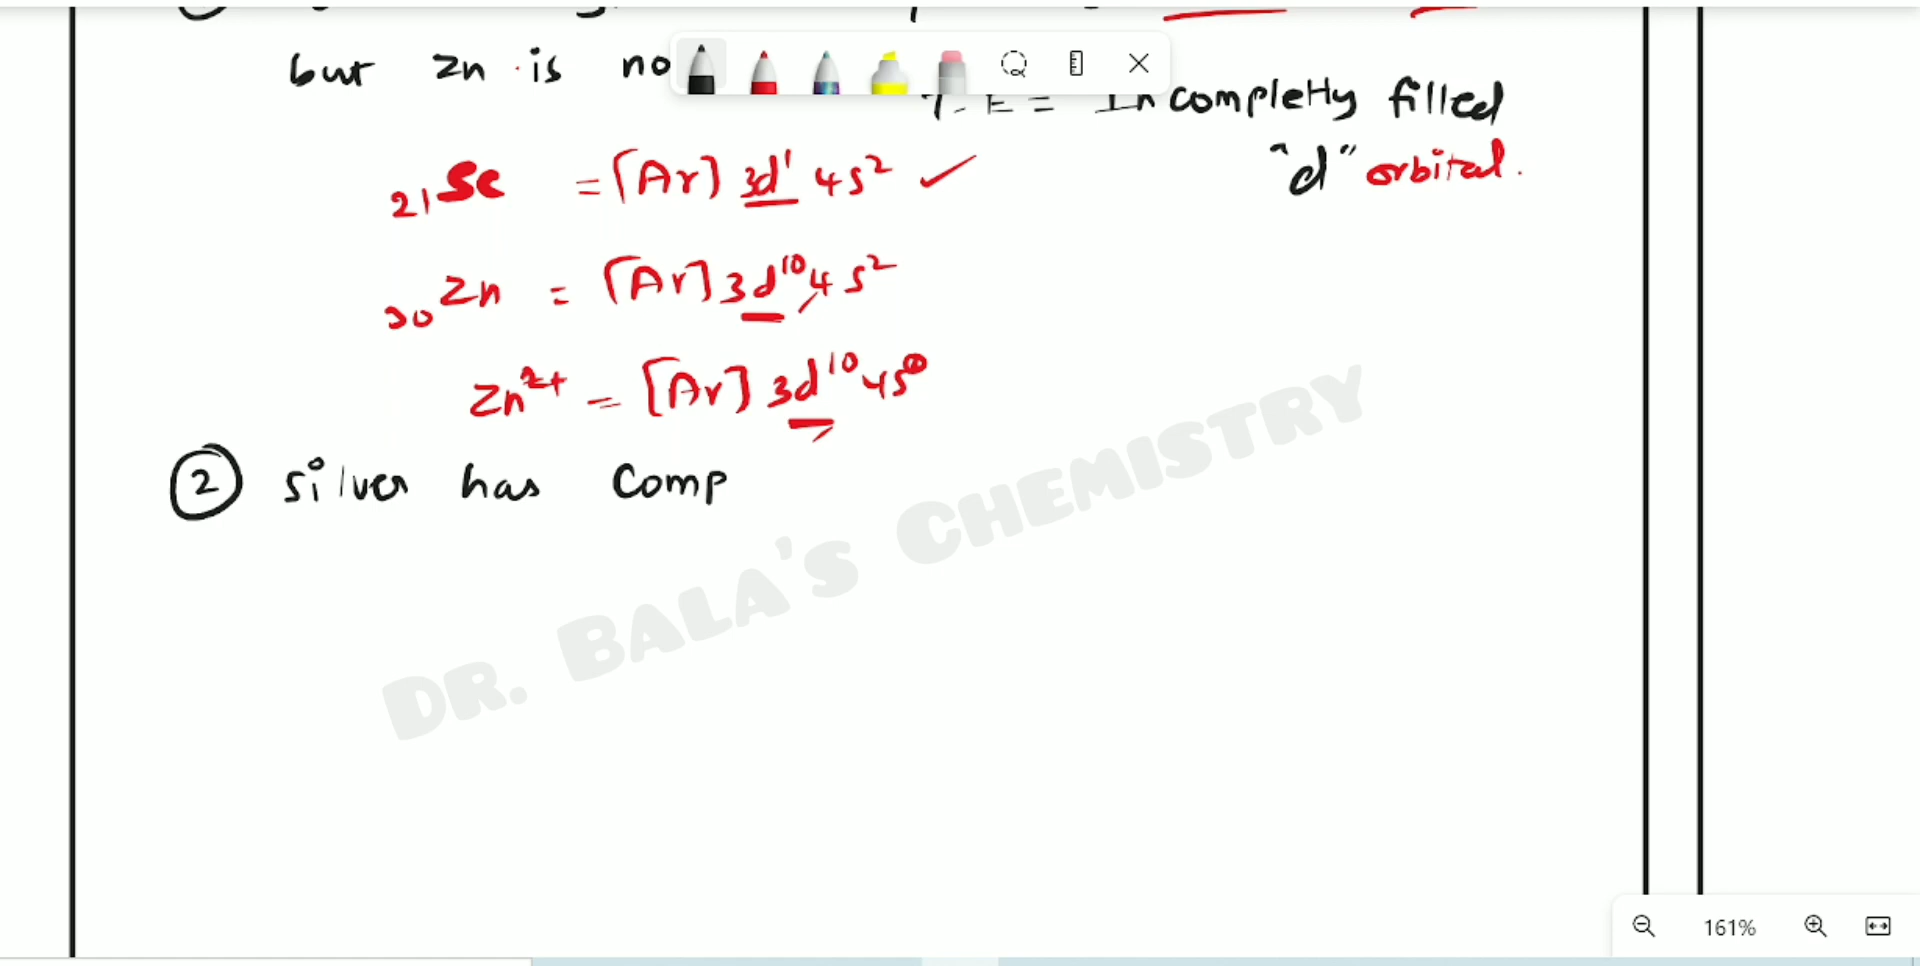 but Zn is no
T.E = Incompletly filled
"d" orbital.
21Sc = [Ar] 3d¹ 4s² ✓
30Zn = [Ar] 3d¹⁰ 4s²
Zn²⁺ = [Ar] 3d¹⁰ 4s⁰
② Silver has Comp
DR. BALA'S CHEMISTRY
161%